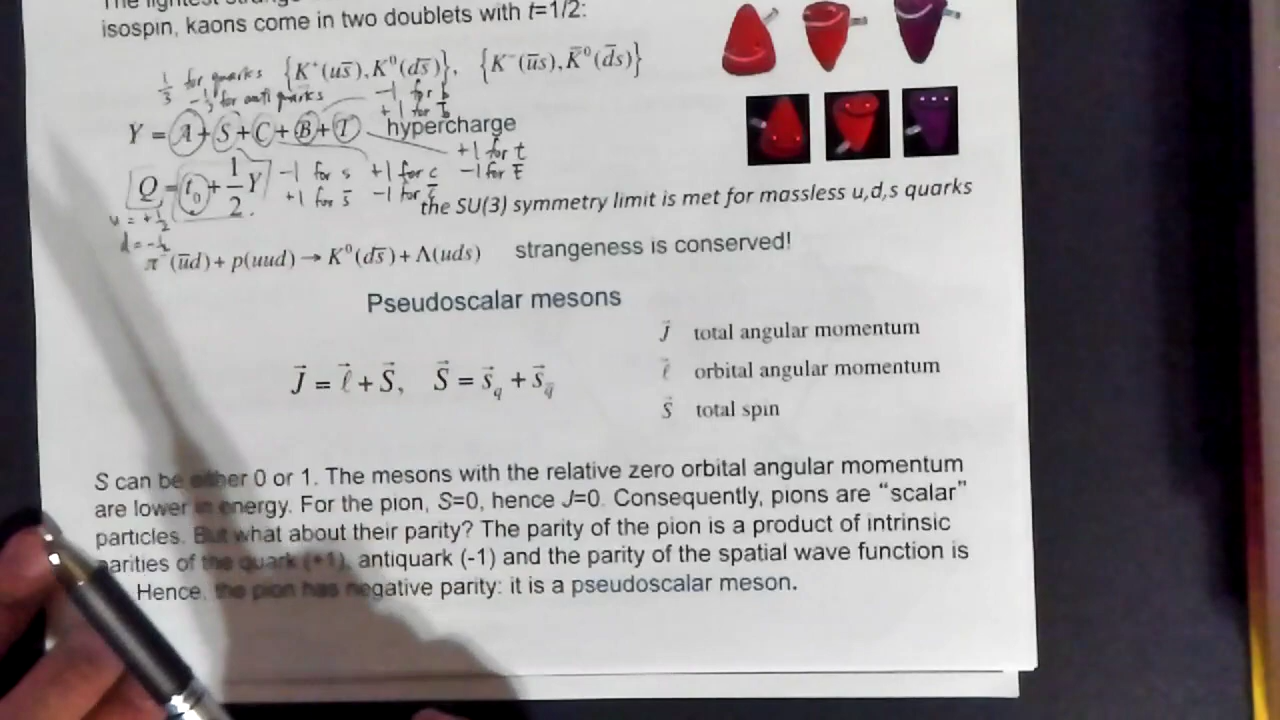 isospin, kaons come in two doublets with t=1/2:
{K⁺(us̄), K⁰(ds̄)}, {K⁻(ūs), K̄⁰(d̄s)}
1/3 for quarks
-1/3 for anti quarks
-1 for b
+1 for b̄
Y = A+S+C+B+T hypercharge
+1 for t
-1 for t̄
Q = t₀ + 1/2 Y
-1 for s +1 for c
+1 for s̄ -1 for c̄
u = +1/2
d = -1/2
the SU(3) symmetry limit is met for massless u,d,s quarks
π⁻(ūd)+ p(uud) → K⁰(ds̄)+ Λ(uds) strangeness is conserved!
Pseudoscalar mesons
J⃗ total angular momentum
J⃗ = ℓ⃗ + S⃗, S⃗ = s⃗q + s⃗q̄
ℓ⃗ orbital angular momentum
S⃗ total spin
S can be either 0 or 1. The mesons with the relative zero orbital angular momentum
are lower in energy. For the pion, S=0, hence J=0. Consequently, pions are “scalar”
particles. But what about their parity? The parity of the pion is a product of intrinsic
parities of the quark (+1), antiquark (-1) and the parity of the spatial wave function is
Hence, the pion has negative parity: it is a pseudoscalar meson.